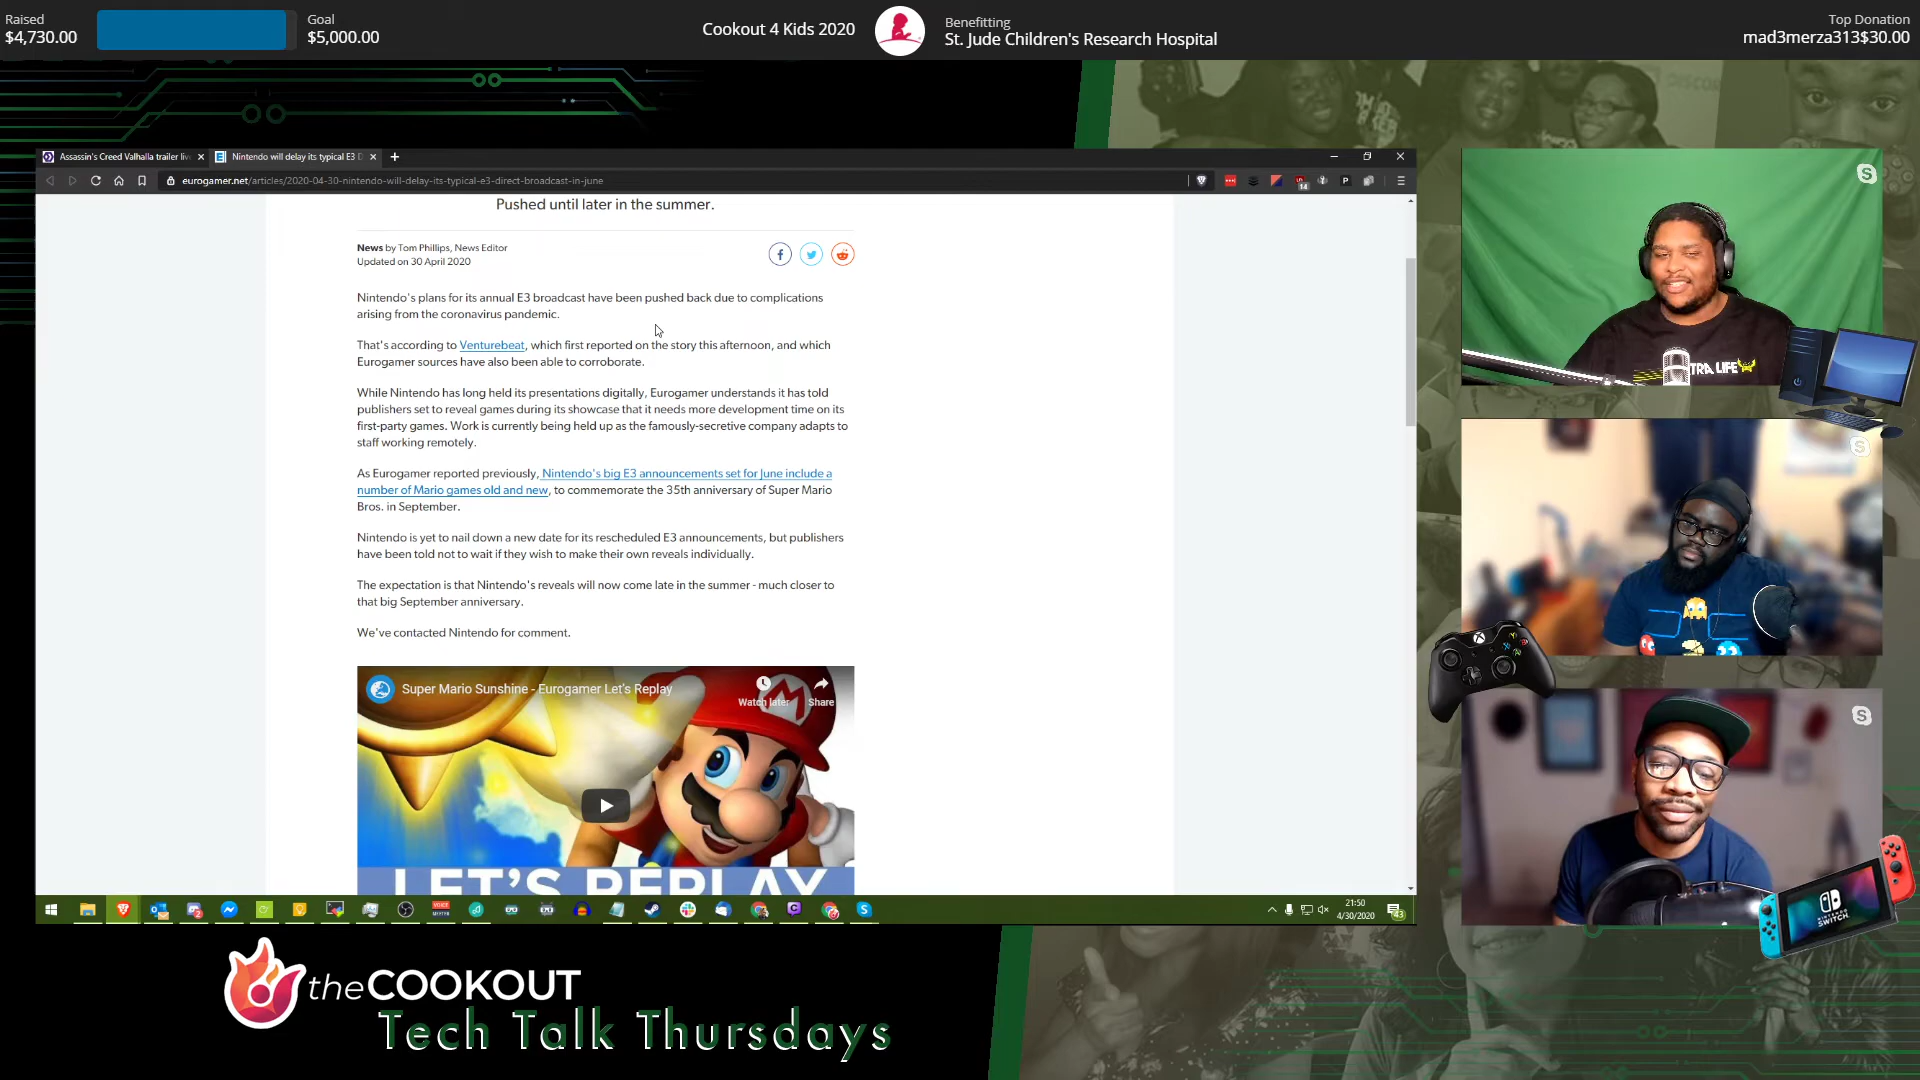 Raised
$4,730.00
Goal
$5,000.00
Cookout 4 Kids 2020
Benefitting
St. Jude Children's Research Hospital
Top Donation
mad3merza313$30.00
Assassin's Creed Valhalla trailer liv
Nintendo will delay its typical E3 D
eurogamer.net/articles/2020-04-30-nintendo-will-delay-its-typical-e3-direct-broadcast-in-june
Pushed until later in the summer.
News by Tom Phillips, News Editor
Updated on 30 April 2020
Nintendo's plans for its annual E3 broadcast have been pushed back due to complications
arising from the coronavirus pandemic.
That's according to Venturebeat, which first reported on the story this afternoon, and which
Eurogamer sources have also been able to corroborate.
While Nintendo has long held its presentations digitally, Eurogamer understands it has told
publishers set to reveal games during its showcase that it needs more development time on its
first-party games. Work is currently being held up as the famously-secretive company adapts to
staff working remotely.
As Eurogamer reported previously, Nintendo's big E3 announcements set for June include a
number of Mario games old and new, to commemorate the 35th anniversary of Super Mario
Bros. in September.
Nintendo is yet to nail down a new date for its rescheduled E3 announcements, but publishers
have been told not to wait if they wish to make their own reveals individually.
The expectation is that Nintendo's reveals will now come late in the summer - much closer to
that big September anniversary.
We've contacted Nintendo for comment.
Super Mario Sunshine - Eurogamer Let's Replay
Watch later
Share
LET'S REPLAY
TRA LIFE
NINTENDO
SWITCH
21:50
4/30/2020
43
theCOOKOUT
Tech Talk Thursdays